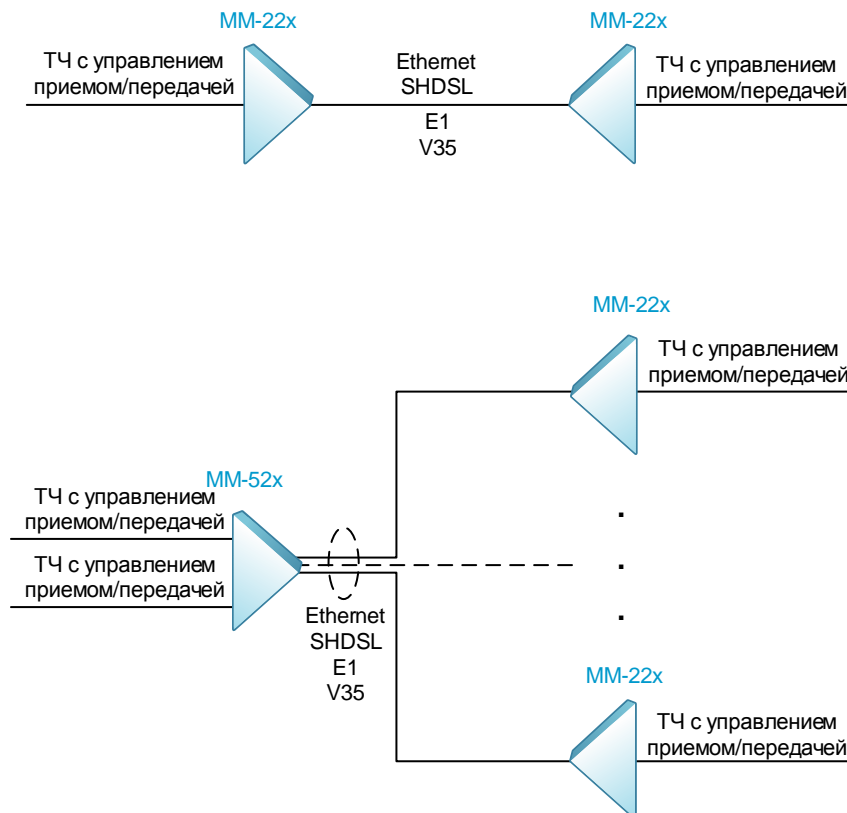 MM-22x
MM-22x
ТЧ с управлением
приемом/передачей
Ethernet
SHDSL
E1
V35
ТЧ с управлением
приемом/передачей
MM-22x
ТЧ с управлением
приемом/передачей
MM-52x
ТЧ с управлением
приемом/передачей
ТЧ с управлением
приемом/передачей
Ethernet
SHDSL
E1
V35
MM-22x
ТЧ с управлением
приемом/передачей